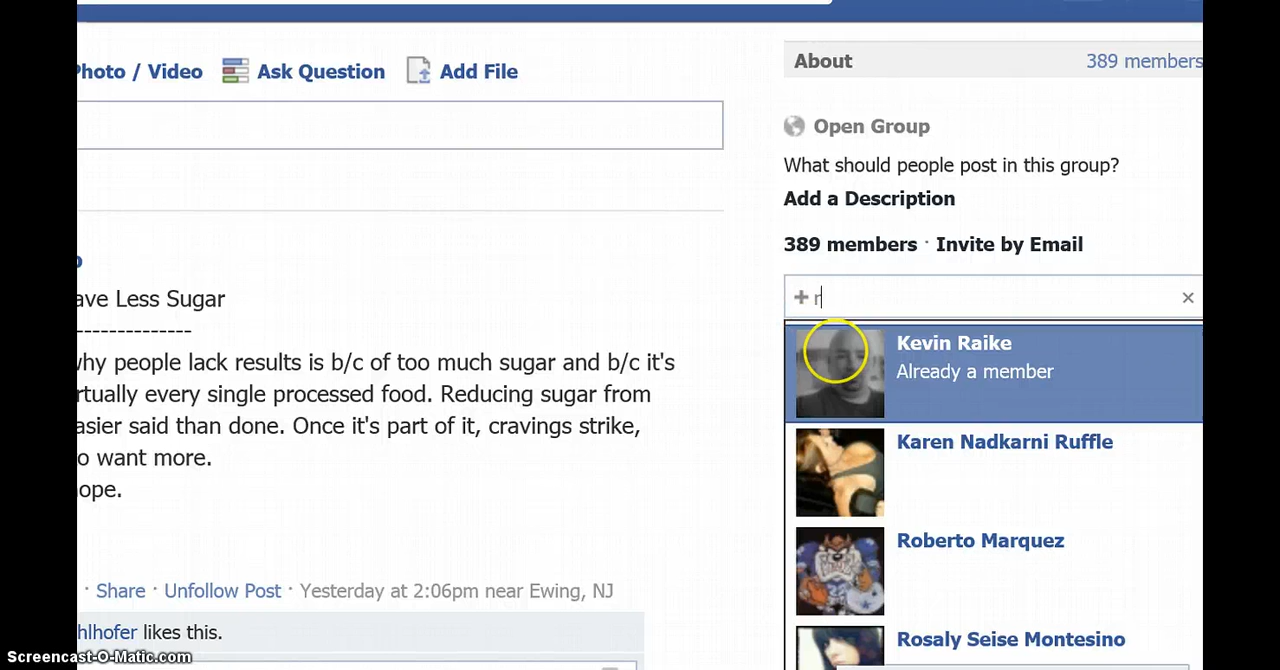 Photo / Video Ask Question Add File
About 389 members
Open Group
What should people post in this group?
Add a Description
389 members · Invite by Email
+ r ×
Kevin Raike
Already a member
Karen Nadkarni Ruffle
Roberto Marquez
Rosaly Seise Montesino
ave Less Sugar
---------------
why people lack results is b/c of too much sugar and b/c it's
rtually every single processed food. Reducing sugar from
asier said than done. Once it's part of it, cravings strike,
o want more.
ope.
· Share · Unfollow Post · Yesterday at 2:06pm near Ewing, NJ
hlhofer likes this.
Screencast-O-Matic.com